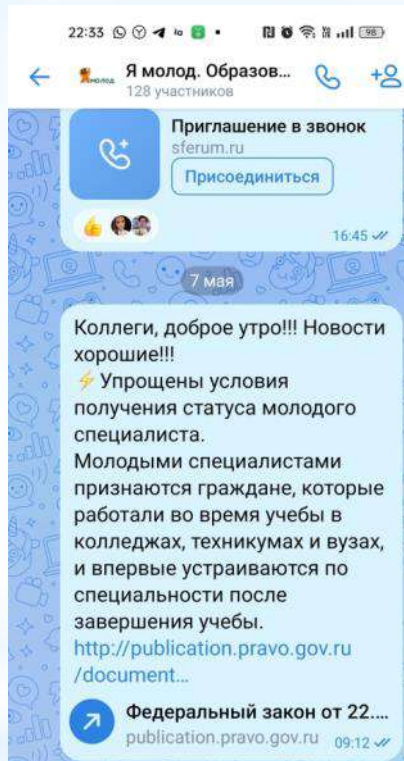 22:33
98
Я молод. Образов...
128 участников
Приглашение в звонок
sferum.ru
Присоединиться
16:45
7 мая
Коллеги, доброе утро!!! Новости
хорошие!!!
⚡ Упрощены условия
получения статуса молодого
специалиста.
Молодыми специалистами
признаются граждане, которые
работали во время учебы в
колледжах, техникумах и вузах,
и впервые устраиваются по
специальности после
завершения учебы.
http://publication.pravo.gov.ru
/document...
Федеральный закон от 22....
publication.pravo.gov.ru 09:12